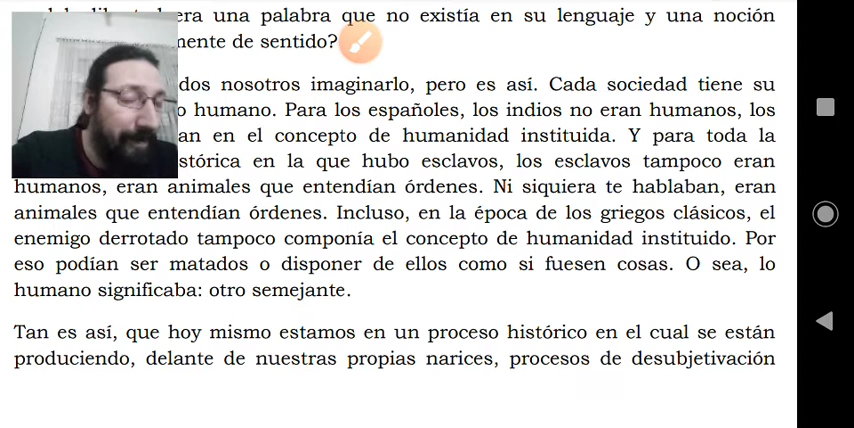 era una palabra que no existía en su lenguaje y una noción
mente de sentido?
dos nosotros imaginarlo, pero es así. Cada sociedad tiene su
o humano. Para los españoles, los indios no eran humanos, los
an en el concepto de humanidad instituida. Y para toda la
stórica en la que hubo esclavos, los esclavos tampoco eran
humanos, eran animales que entendían órdenes. Ni siquiera te hablaban, eran
animales que entendían órdenes. Incluso, en la época de los griegos clásicos, el
enemigo derrotado tampoco componía el concepto de humanidad instituido. Por
eso podían ser matados o disponer de ellos como si fuesen cosas. O sea, lo
humano significaba: otro semejante.
Tan es así, que hoy mismo estamos en un proceso histórico en el cual se están
produciendo, delante de nuestras propias narices, procesos de desubjetivación